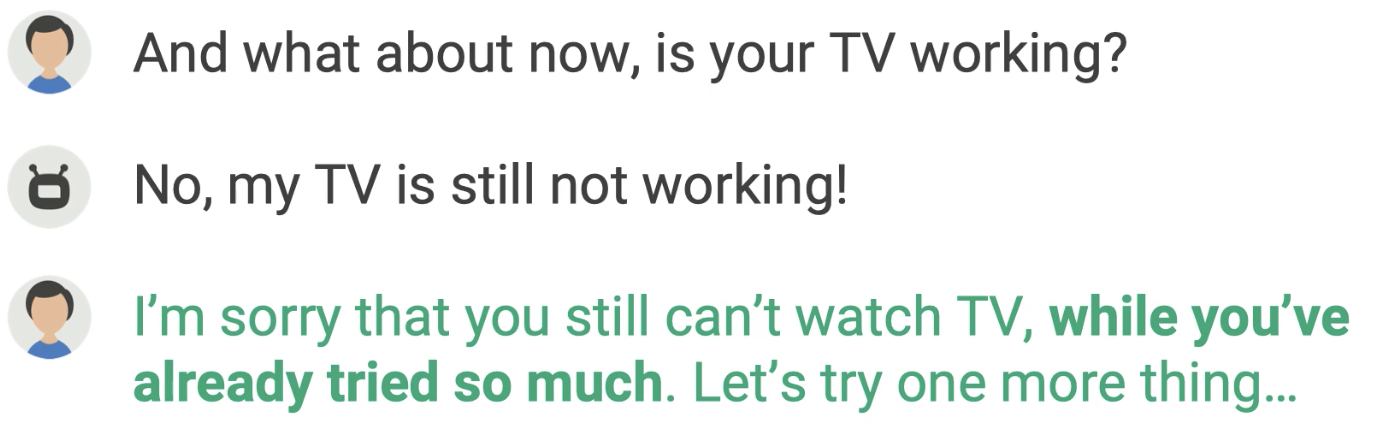 And what about now, is your TV working?
No, my TV is still not working!
I’m sorry that you still can’t watch TV, while you’ve
already tried so much. Let’s try one more thing…